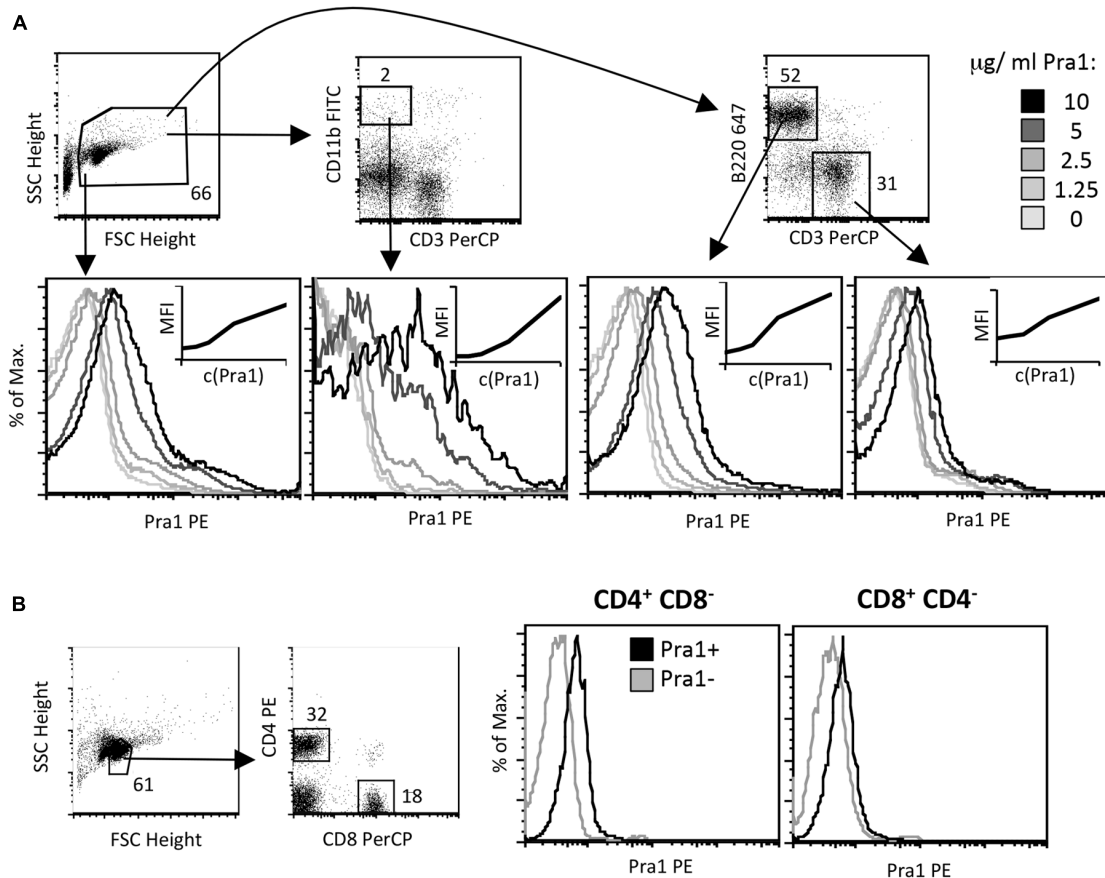 A
SSC Height
66
FSC Height
2
CD11b FITC
CD3 PerCP
52
B220 647
31
CD3 PerCP
μg/ ml Pra1:
10
5
2.5
1.25
0
% of Max.
MFI
c(Pra1)
Pra1 PE
MFI
c(Pra1)
Pra1 PE
MFI
c(Pra1)
Pra1 PE
MFI
c(Pra1)
Pra1 PE
B
SSC Height
61
FSC Height
CD4 PE
32
18
CD8 PerCP
CD4⁺ CD8⁻
% of Max.
Pra1+
Pra1-
Pra1 PE
CD8⁺ CD4⁻
Pra1 PE